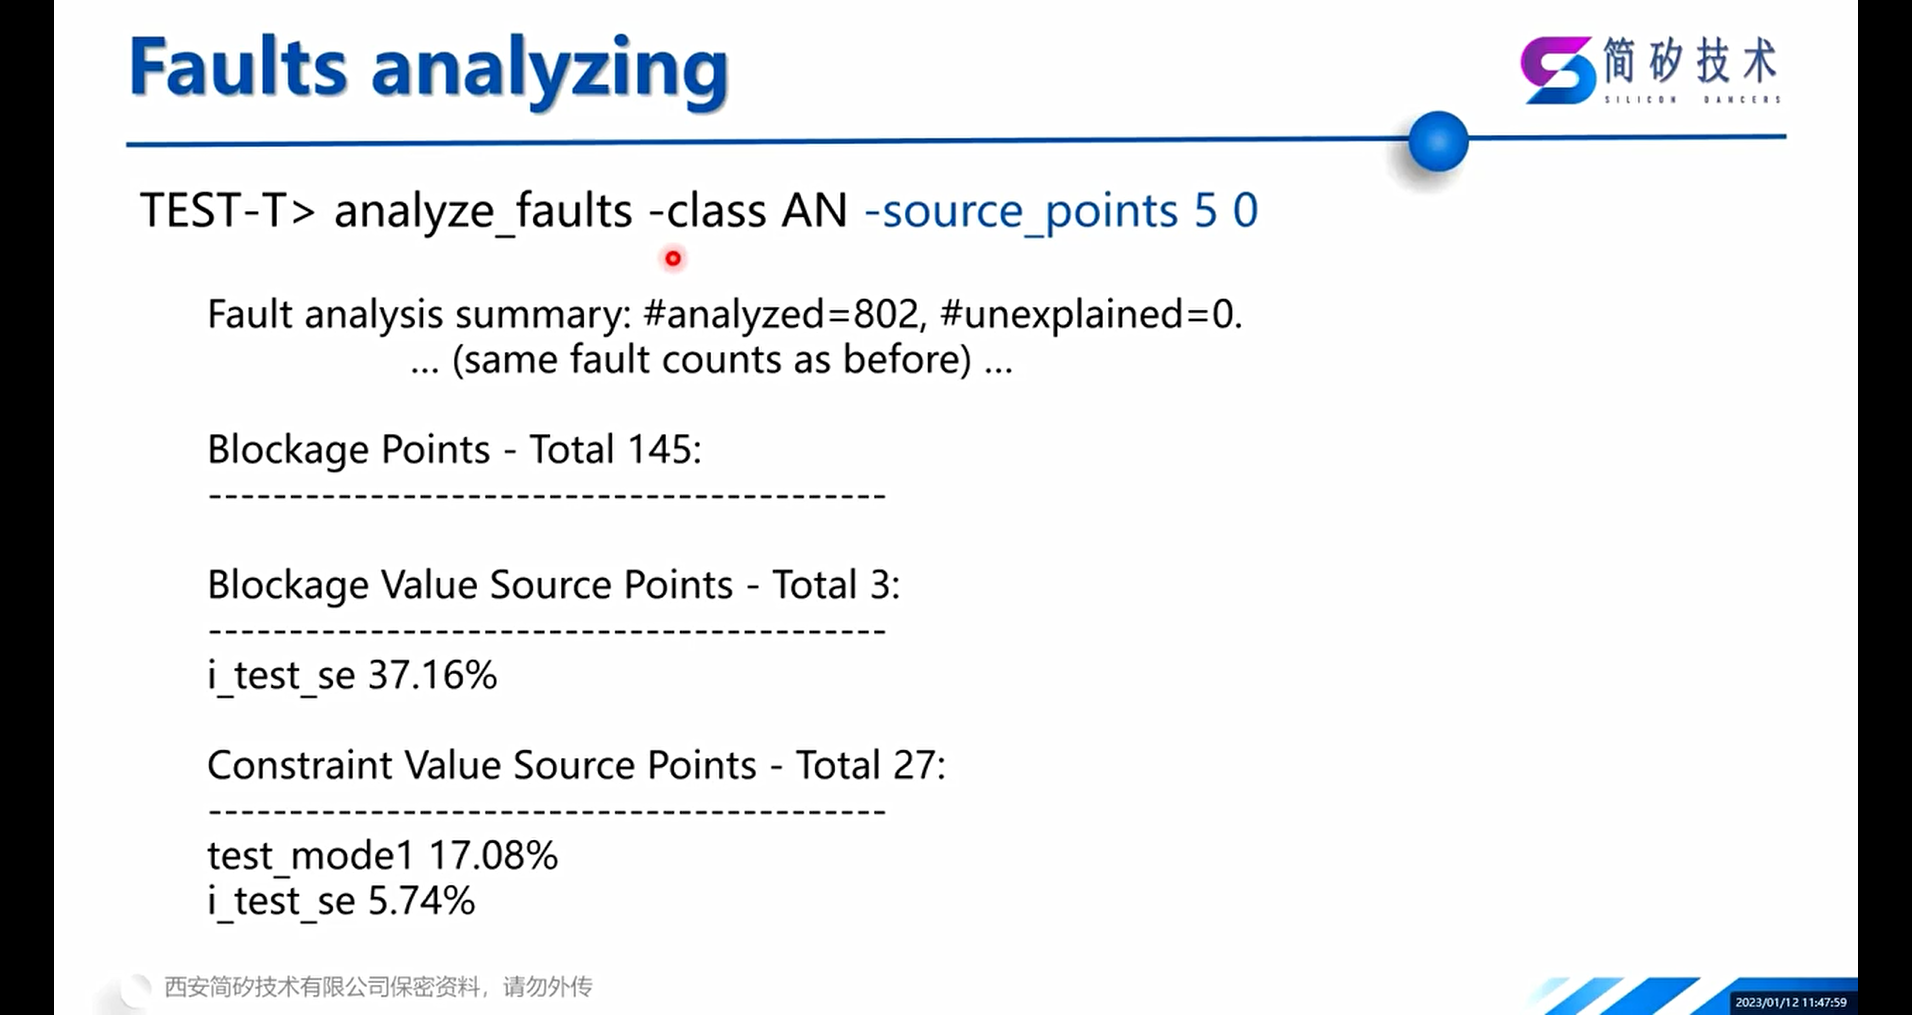 Faults analyzing
简矽技术
SILICON DANCERS
TEST-T> analyze_faults -class AN -source_points 5 0
Fault analysis summary: #analyzed=802, #unexplained=0.
... (same fault counts as before) ...
Blockage Points - Total 145:
------------------------------------------
Blockage Value Source Points - Total 3:
------------------------------------------
i_test_se 37.16%
Constraint Value Source Points - Total 27:
------------------------------------------
test_mode1 17.08%
i_test_se 5.74%
西安简矽技术有限公司保密资料，请勿外传
2023/01/12 11:47:59